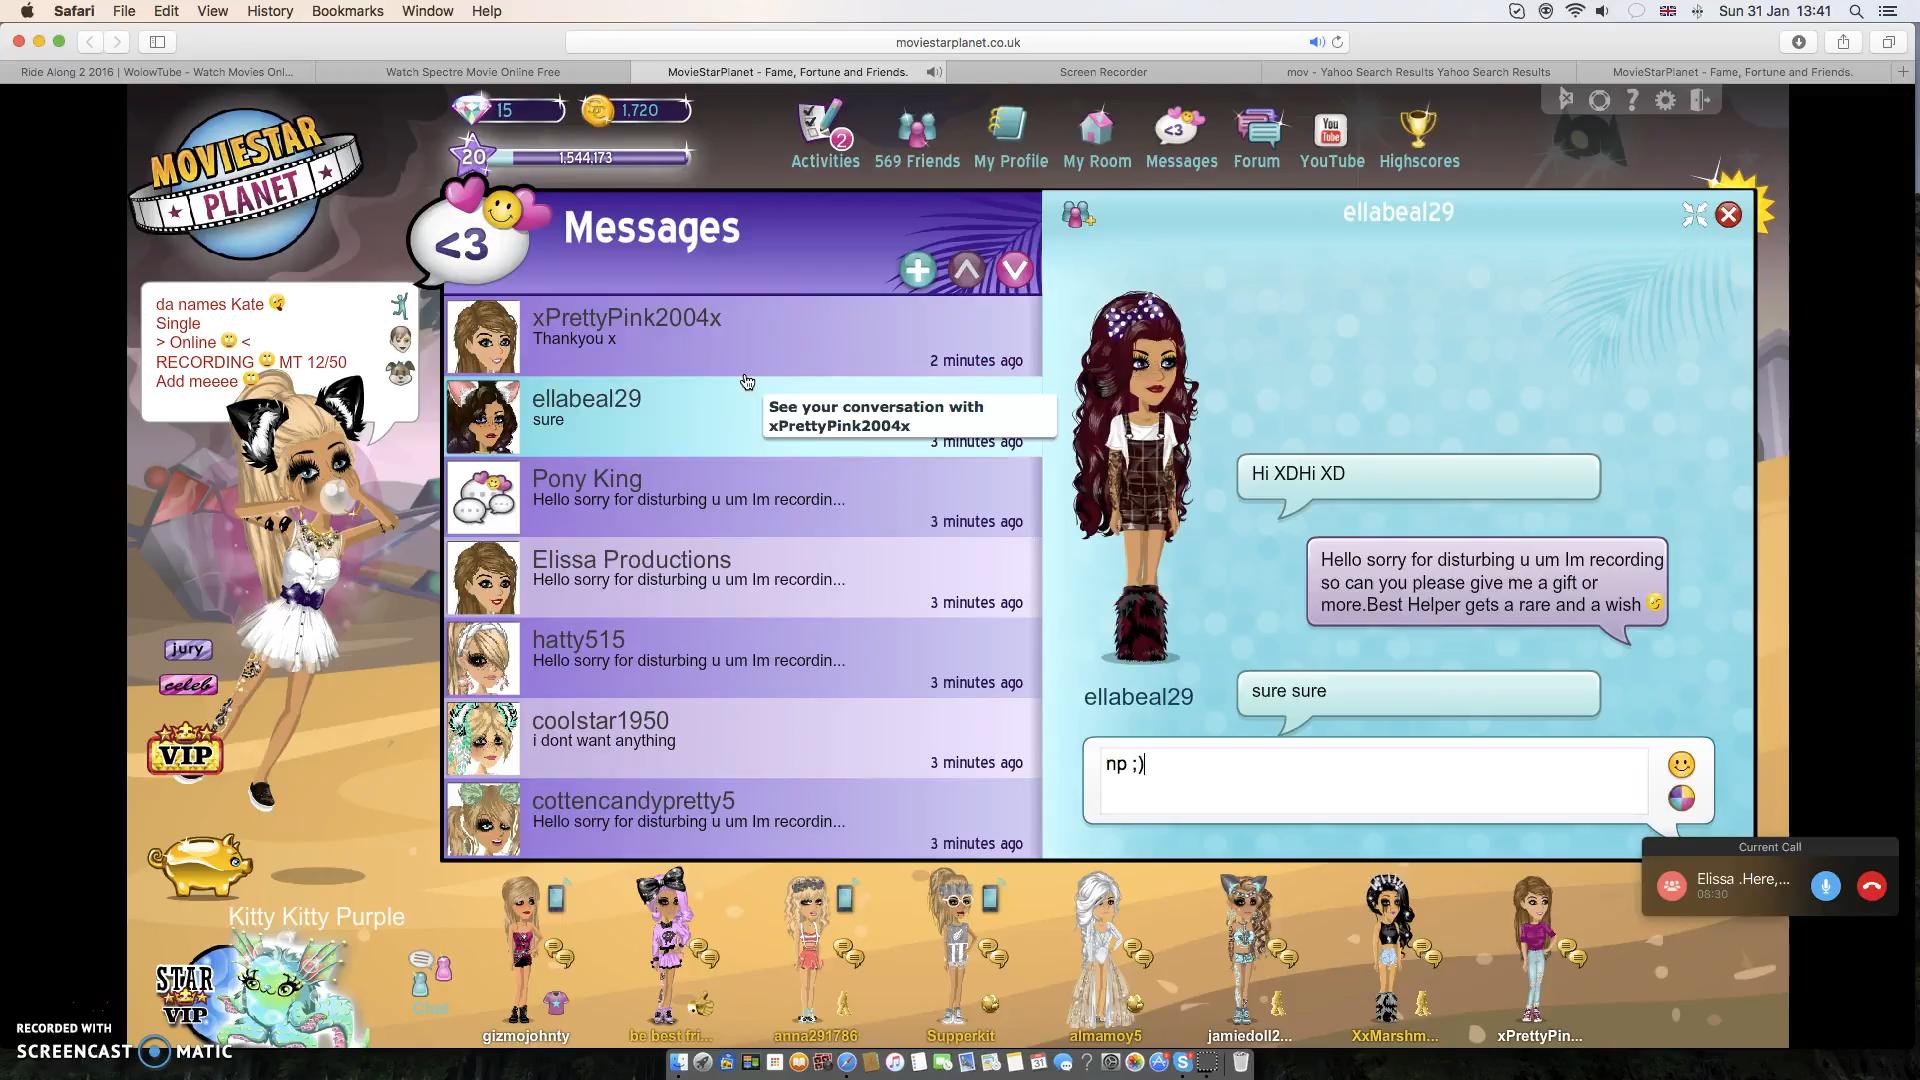 Safari File Edit View History Bookmarks Window Help
Sun 31 Jan 13:41
moviestarplanet.co.uk
Ride Along 2 2016 | WolowTube - Watch Movies Onl...
Watch Spectre Movie Online Free
MovieStarPlanet - Fame, Fortune and Friends.
Screen Recorder
mov - Yahoo Search Results Yahoo Search Results
MovieStarPlanet - Fame, Fortune and Friends.
MOVIESTAR
PLANET
15
1,720
20
1,544,173
2
<3
You
Tube
Activities
569 Friends
My Profile
My Room
Messages
Forum
YouTube
Highscores
?
<3
Messages
ellabeal29
da names Kate
Single
> Online <
RECORDING MT 12/50
Add meeee
xPrettyPink2004x
Thankyou x
2 minutes ago
ellabeal29
sure
3 minutes ago
See your conversation with
xPrettyPink2004x
Pony King
Hello sorry for disturbing u um Im recordin...
3 minutes ago
Elissa Productions
Hello sorry for disturbing u um Im recordin...
3 minutes ago
hatty515
Hello sorry for disturbing u um Im recordin...
3 minutes ago
coolstar1950
i dont want anything
3 minutes ago
cottencandypretty5
Hello sorry for disturbing u um Im recordin...
3 minutes ago
Hi XDHi XD
Hello sorry for disturbing u um Im recording
so can you please give me a gift or
more.Best Helper gets a rare and a wish
sure sure
ellabeal29
np ;)
jury
celeb
VIP
Kitty Kitty Purple
STAR
VIP
Chat
Current Call
Elissa .Here,...
08:30
gizmojohnty
be best fri...
anna291786
Supperkit
almamoy5
jamiedoll2...
XxMarshm...
xPrettyPin...
RECORDED WITH
SCREENCAST MATIC